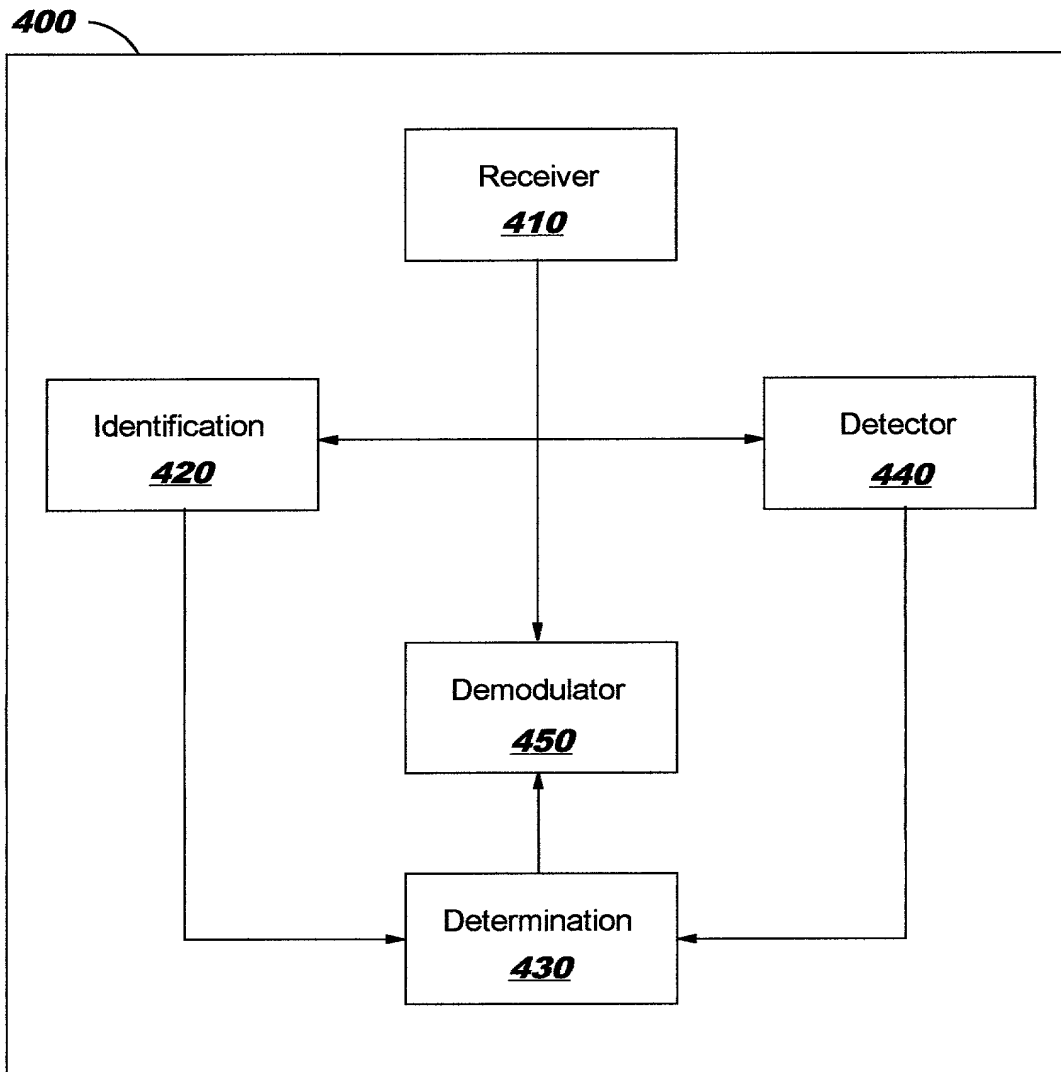 400
Receiver
410
Identification
420
Detector
440
Demodulator
450
Determination
430